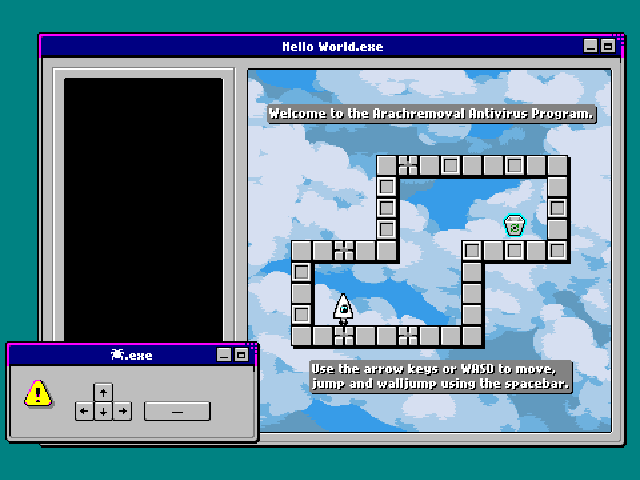 Hello World.exe
Welcome to the Arachremoval Antivirus Program.
Use the arrow keys or WASD to move,
jump and walljump using the spacebar.
.exe